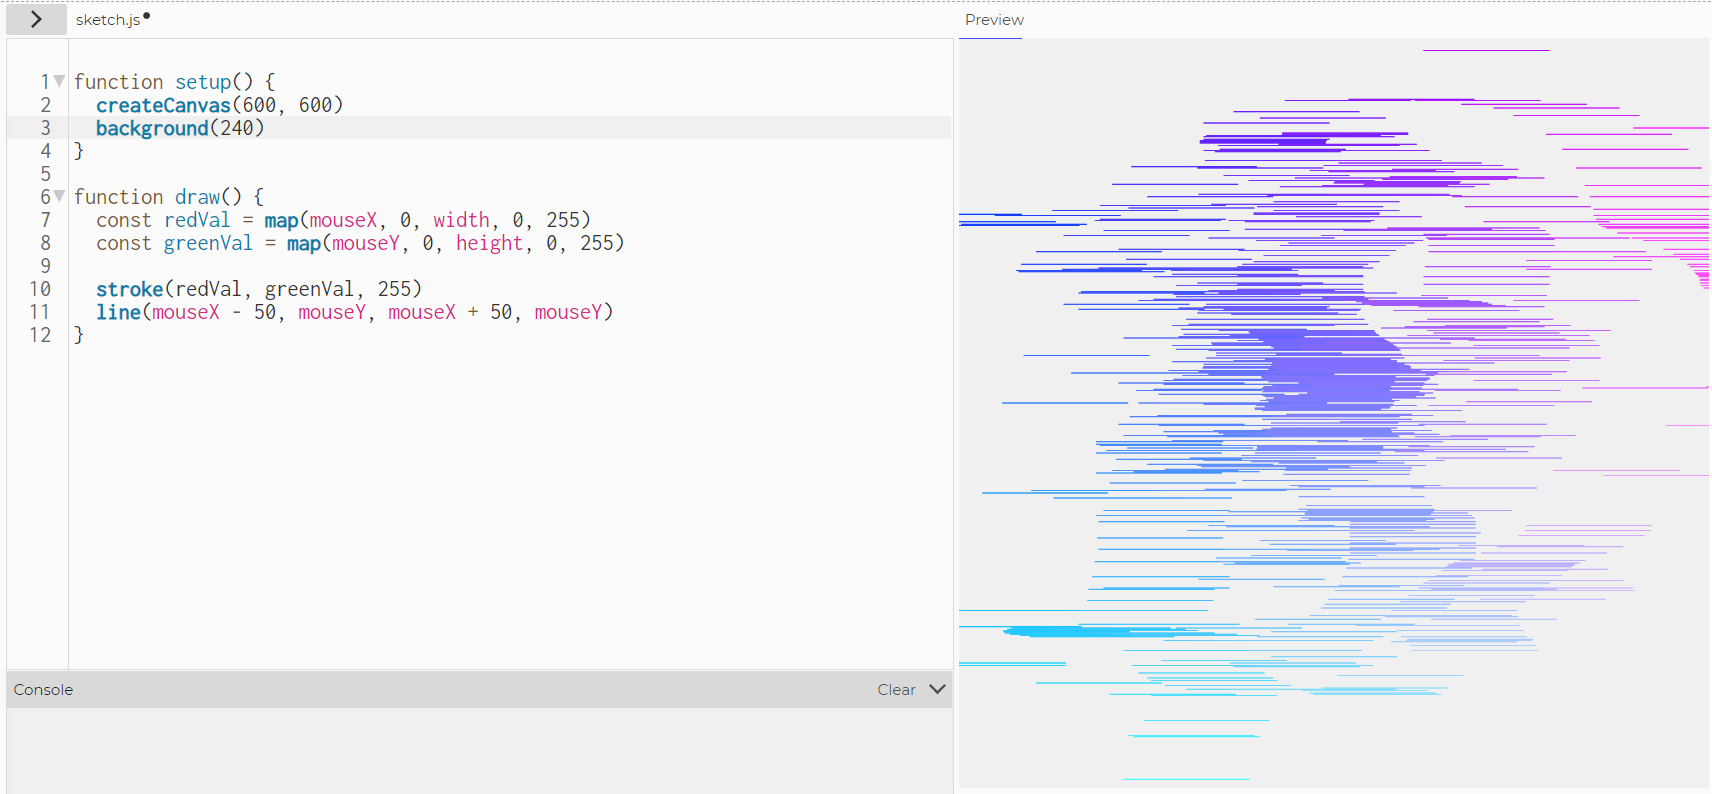 sketch.js
Preview
1 function setup() {
2 createCanvas(600, 600)
3 background(240)
4 }
5
6 function draw() {
7 const redVal = map(mouseX, 0, width, 0, 255)
8 const greenVal = map(mouseY, 0, height, 0, 255)
9
10 stroke(redVal, greenVal, 255)
11 line(mouseX - 50, mouseY, mouseX + 50, mouseY)
12 }
Console
Clear